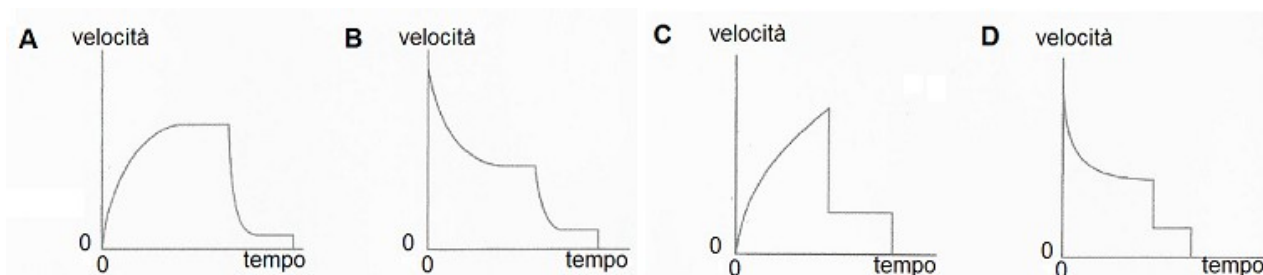 A velocità
0
0 tempo
B velocità
0
0 tempo
C velocità
0
0 tempo
D velocità
0
0 tempo